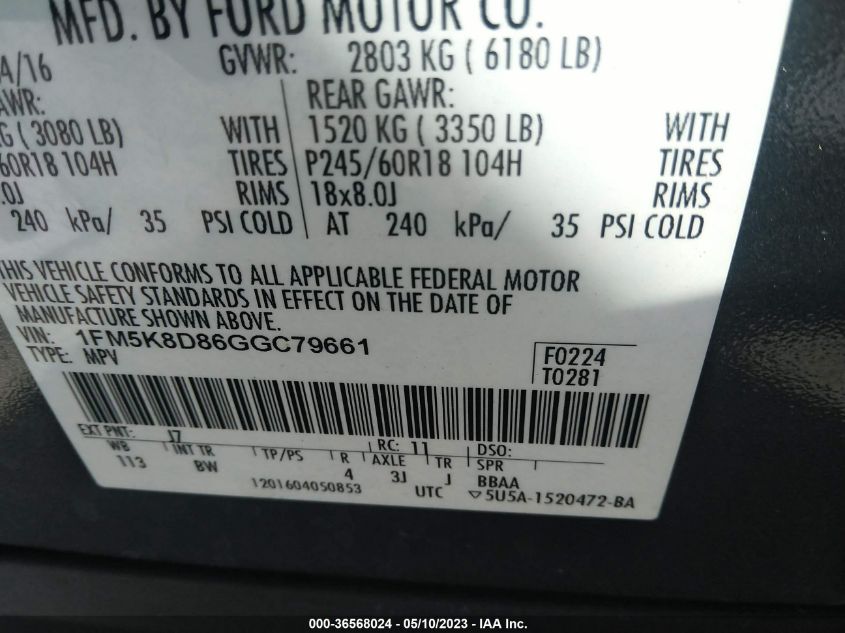 MFD. BY FORD MOTOR CO.
/16 GVWR: 2803 KG ( 6180 LB)
AWR: REAR GAWR:
G ( 3080 LB) WITH 1520 KG ( 3350 LB) WITH
60R18 104H TIRES P245/60R18 104H TIRES
.0J RIMS 18x8.0J RIMS
240 kPa/ 35 PSI COLD AT 240 kPa/ 35 PSI COLD
THIS VEHICLE CONFORMS TO ALL APPLICABLE FEDERAL MOTOR
VEHICLE SAFETY STANDARDS IN EFFECT ON THE DATE OF
MANUFACTURE SHOWN ABOVE.
VIN: 1FM5K8D86GGC79661
TYPE: MPV
F0224
T0281
EXT PNT: J7 RC: 11 DSO:
WB INT TR TP/PS R AXLE TR SPR
113 BW 4 3J J BBAA
1201604050853 UTC ▽5U5A-1520472-BA
000-36568024 — 05/10/2023 — IAA Inc.